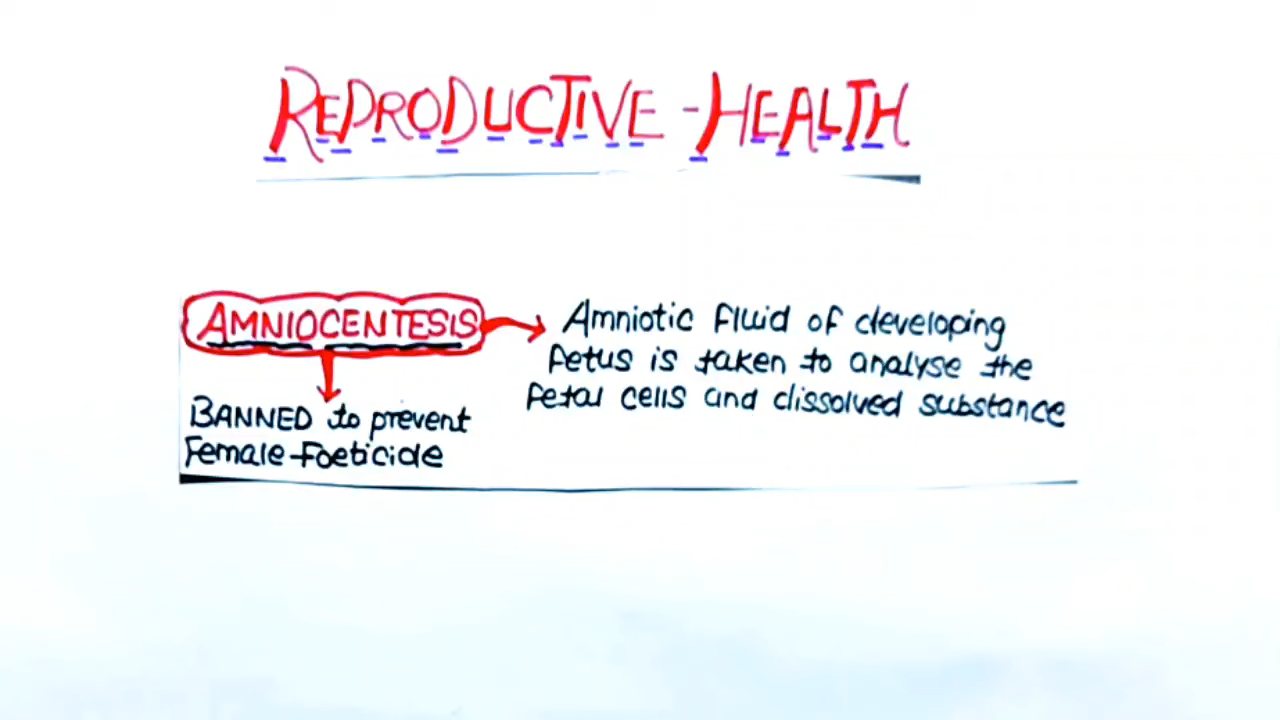 REPRODUCTIVE-HEALTH
AMNIOCENTESIS
Amniotic fluid of developing
fetus is taken to analyse the
fetal cells and dissolved substance
BANNED to prevent
Female-Foeticide